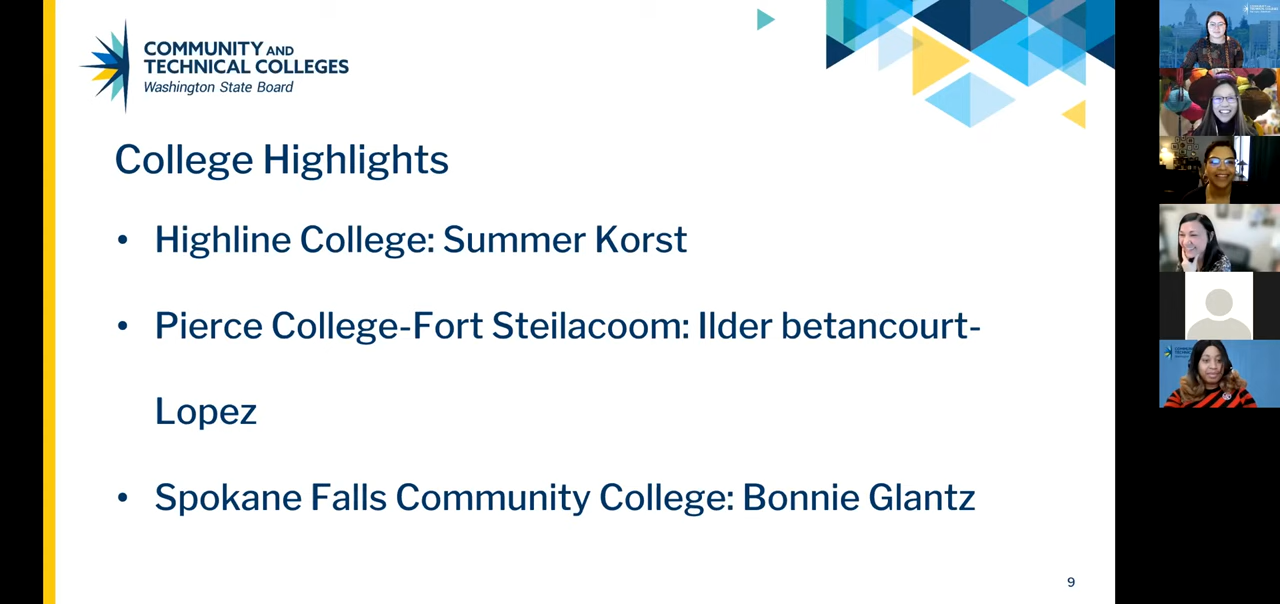 COMMUNITY AND
TECHNICAL COLLEGES
Washington State Board
College Highlights
• Highline College: Summer Korst
• Pierce College-Fort Steilacoom: Ilder betancourt-
Lopez
• Spokane Falls Community College: Bonnie Glantz
9